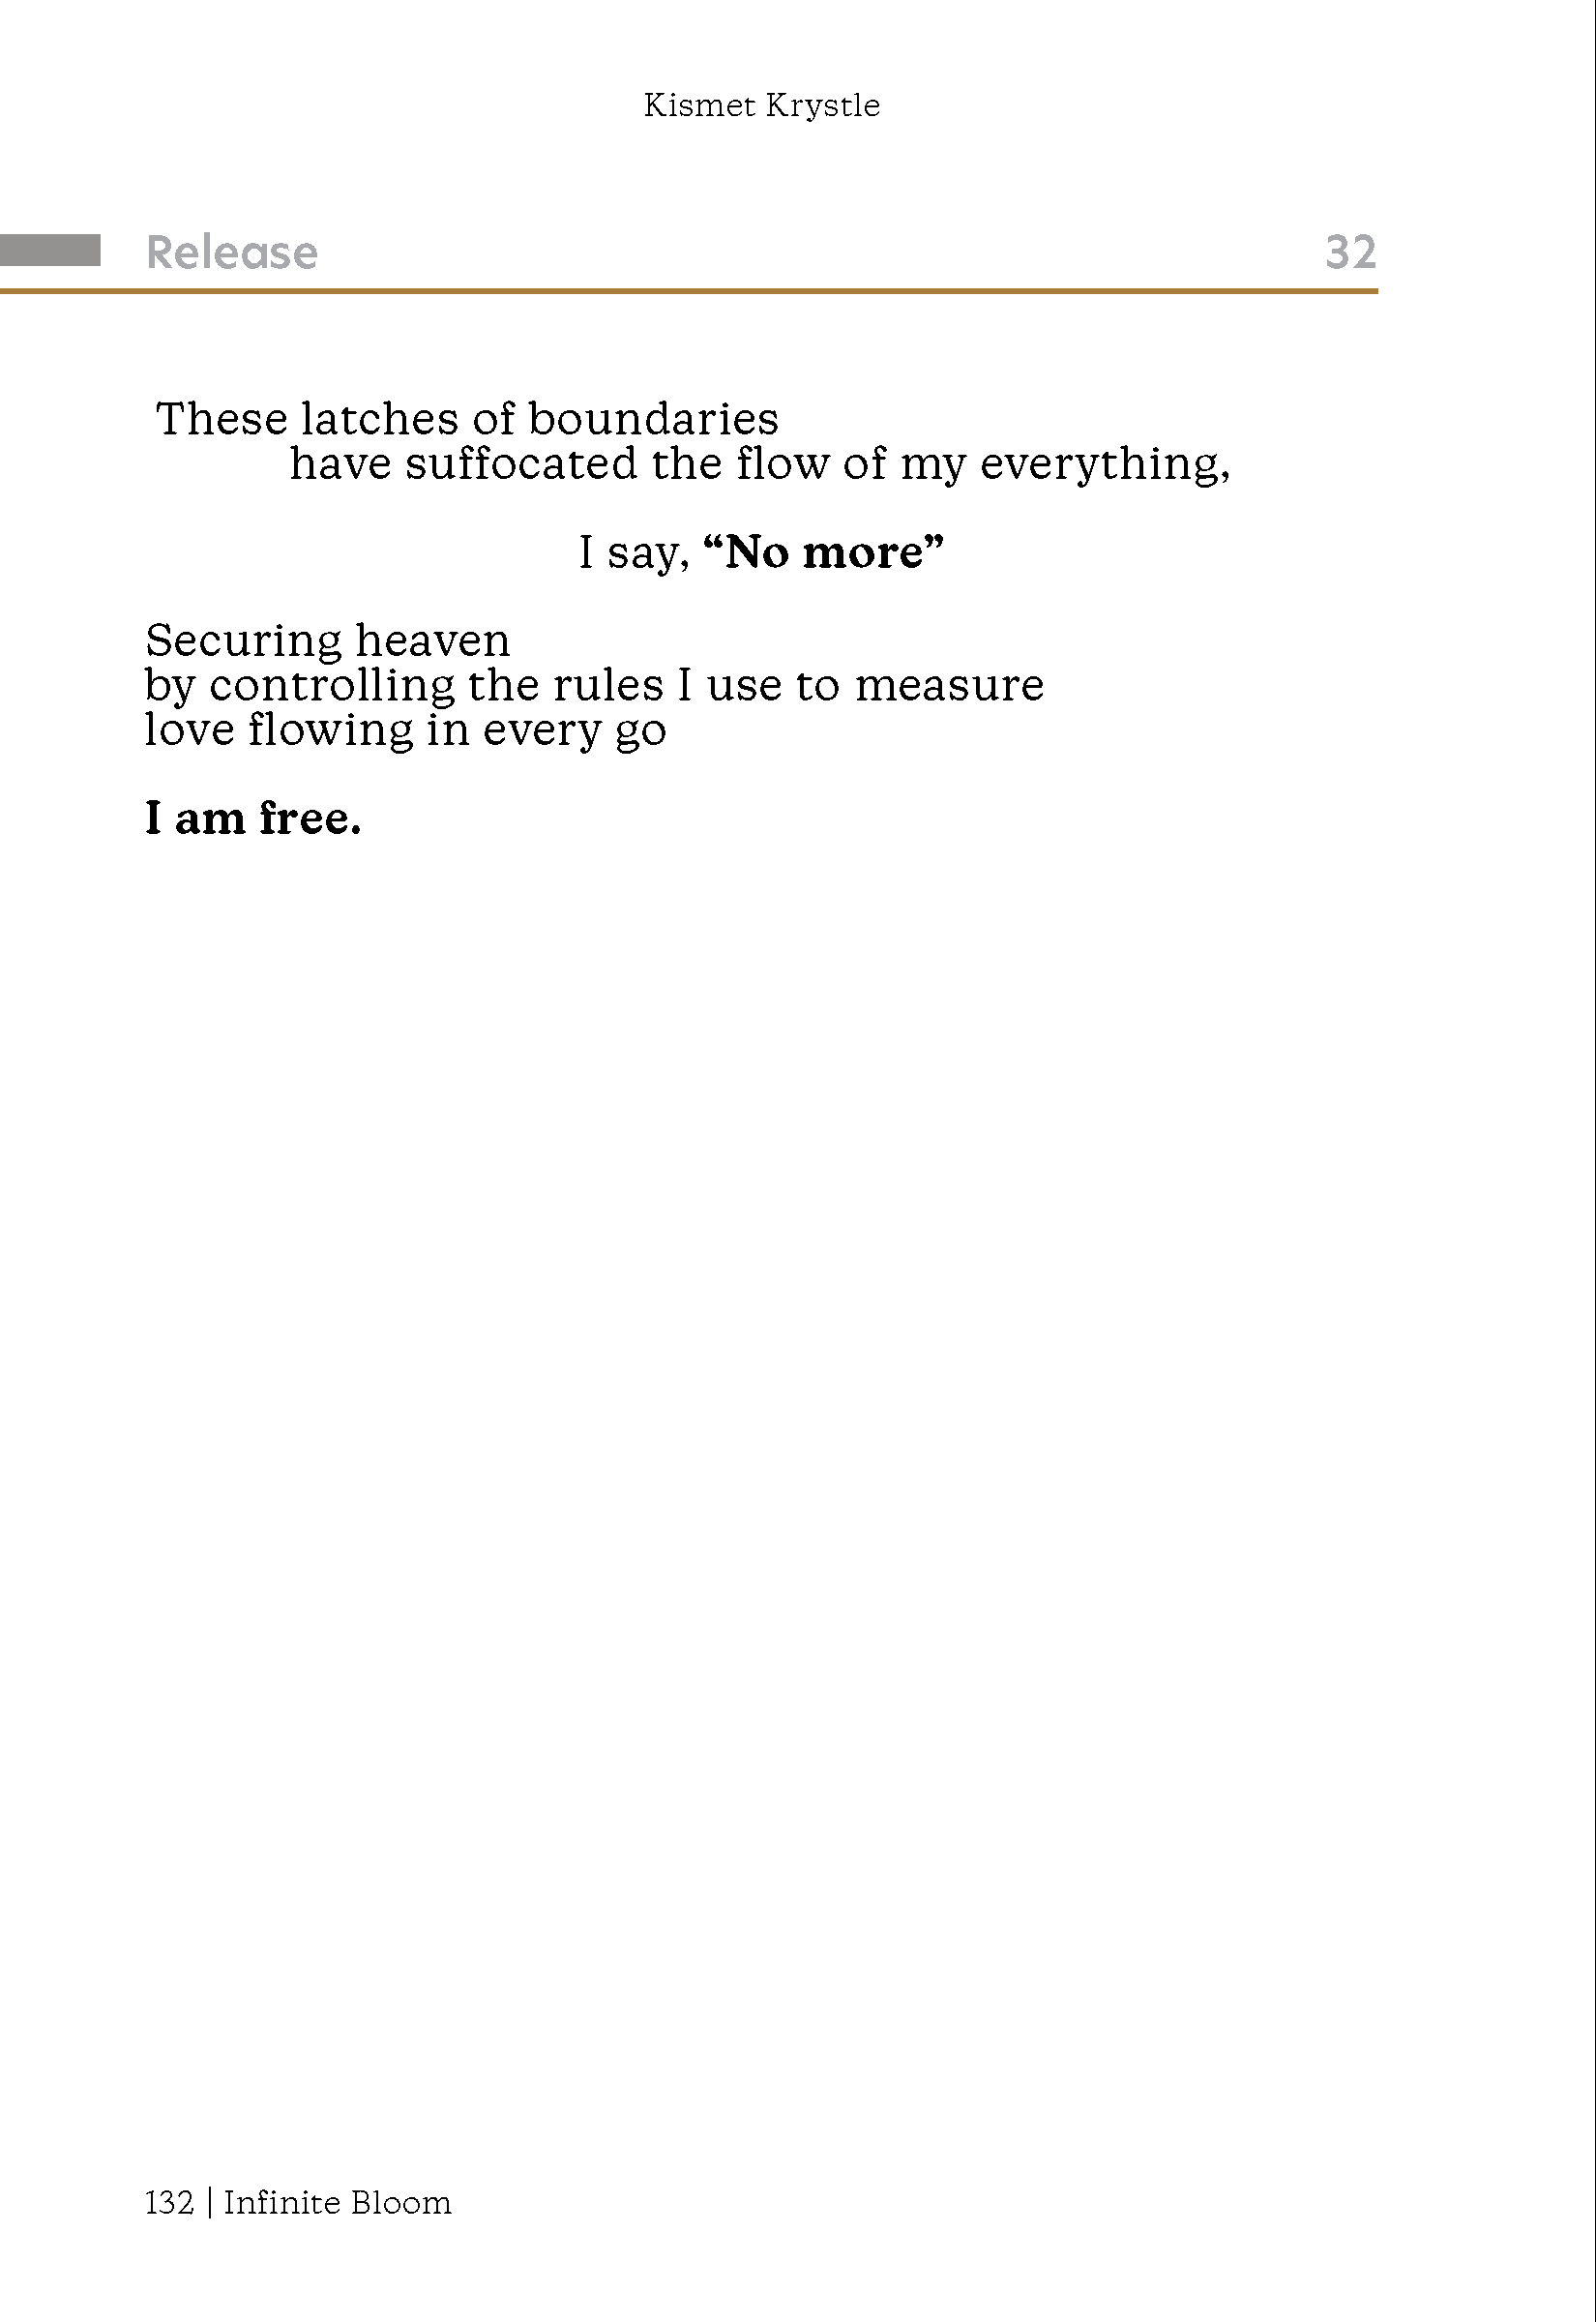 Kismet Krystle
Release 32
These latches of boundaries
have suffocated the flow of my everything,
I say, “No more”
Securing heaven
by controlling the rules I use to measure
love flowing in every go
I am free.
132 | Infinite Bloom